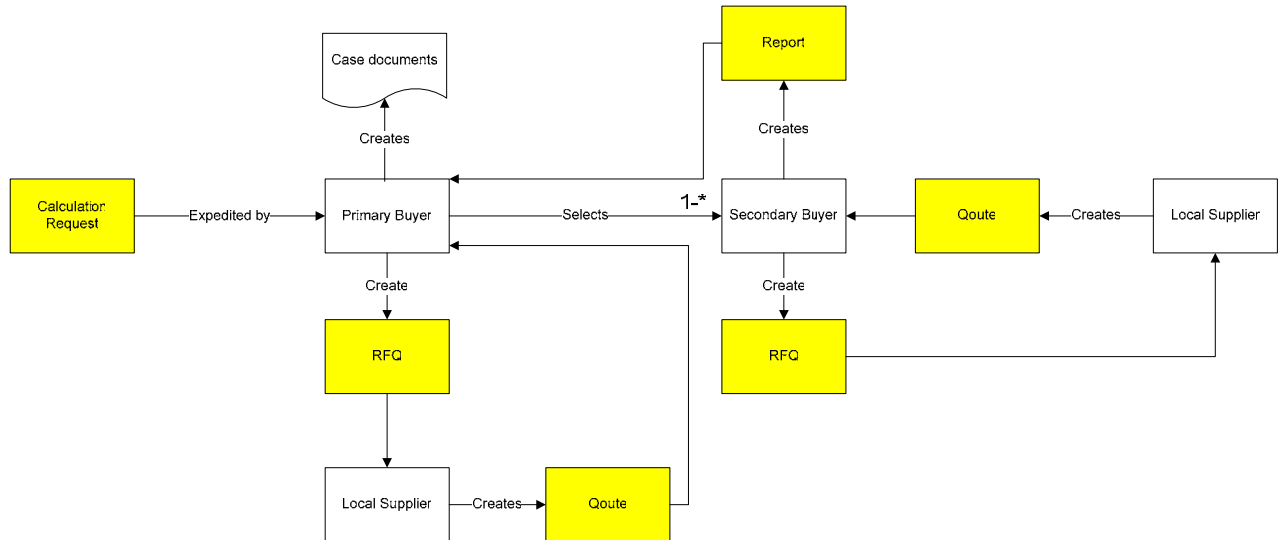 Report
Case documents
Creates
Creates
Calculation
Request
Expedited by
Primary Buyer
Selects
1-*
Secondary Buyer
Qoute
Creates
Local Supplier
Create
Create
RFQ
RFQ
Local Supplier
Creates
Qoute